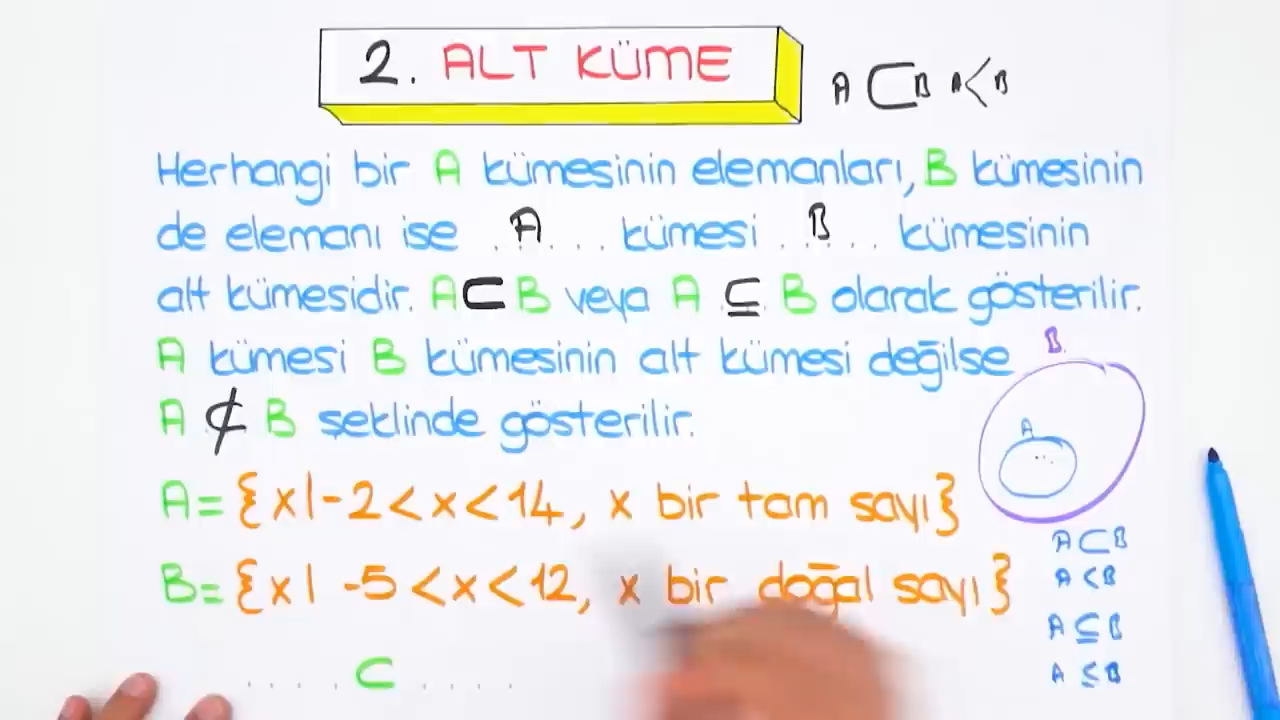 2. ALT KÜME
A ⊂ B A < B
Herhangi bir A kümesinin elemanları, B kümesinin
de elemanı ise ..A... kümesi ..B... kümesinin
alt kümesidir. A ⊂ B veya A ⊆ B olarak gösterilir.
A kümesi B kümesinin alt kümesi değilse
A ⊄ B şeklinde gösterilir.
B
A
A = {x | -2 < x < 14, x bir tam sayı}
B = {x | -5 < x < 12, x bir doğal sayı}
A ⊂ B
A < B
A ⊆ B
A ≤ B
.... ⊂ ....